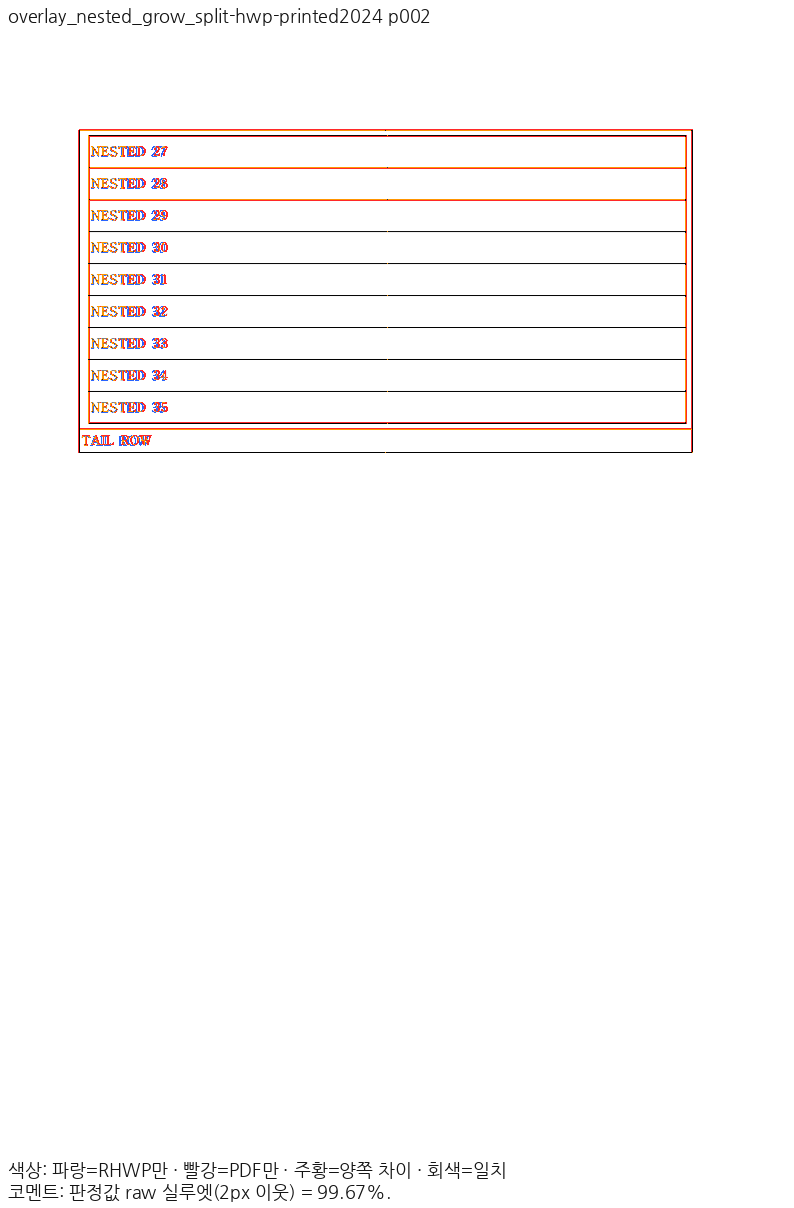 overlay_nested_grow_split-hwp-printed2024 p002
NESTED 27
NESTED 28
NESTED 29
NESTED 30
NESTED 31
NESTED 32
NESTED 33
NESTED 34
NESTED 35
TAIL ROW
색상: 파랑=RHWP만 · 빨강=PDF만 · 주황=양쪽 차이 · 회색=일치
코멘트: 판정값 raw 실루엣(2px 이웃) = 99.67%.